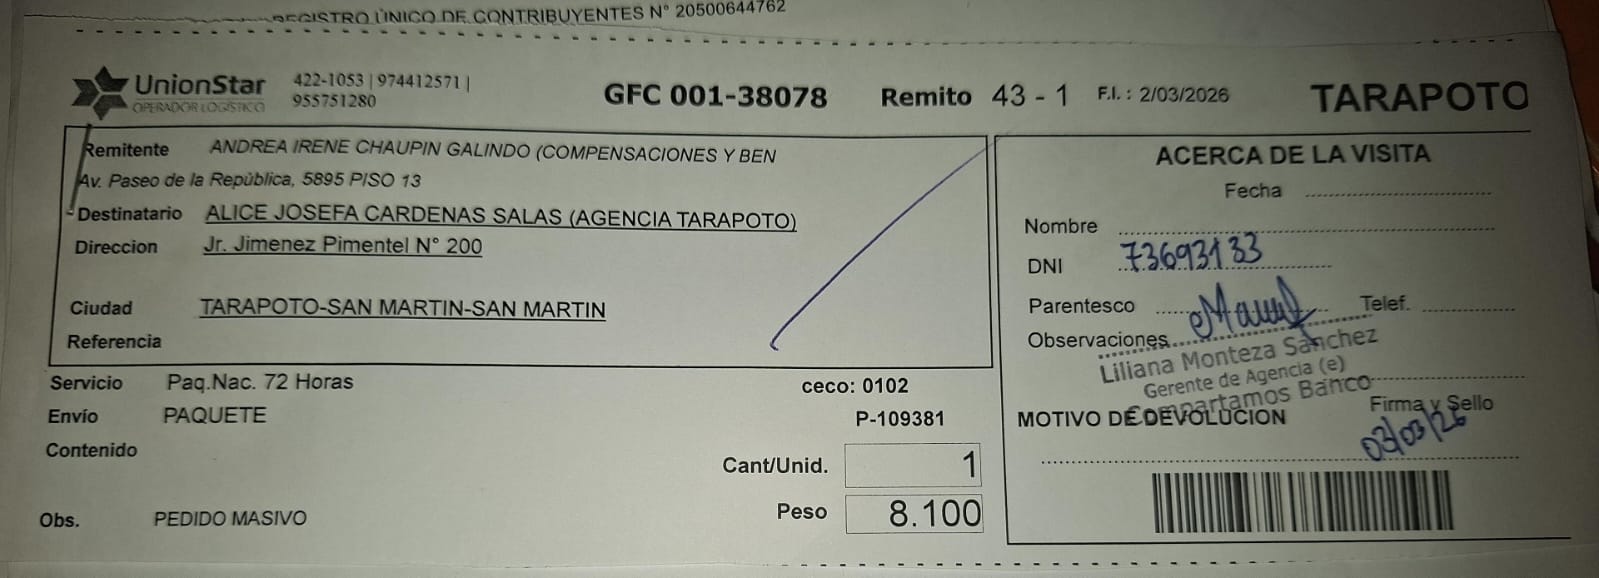 REGISTRO ÚNICO DE CONTRIBUYENTES N° 20500644762
UnionStar
OPERADOR LOGÍSTICO
422-1053 | 974412571 |
955751280
GFC 001-38078
Remito 43 - 1
F.I. : 2/03/2026
TARAPOTO
Remitente ANDREA IRENE CHAUPIN GALINDO (COMPENSACIONES Y BEN
Av. Paseo de la República, 5895 PISO 13
Destinatario ALICE JOSEFA CARDENAS SALAS (AGENCIA TARAPOTO)
Direccion Jr. Jimenez Pimentel N° 200
Ciudad TARAPOTO-SAN MARTIN-SAN MARTIN
Referencia
Servicio Paq.Nac. 72 Horas
ceco: 0102
Envío PAQUETE
P-109381
Contenido
Cant/Unid. 1
Peso 8.100
Obs. PEDIDO MASIVO
ACERCA DE LA VISITA
Fecha
Nombre
DNI 73693133
Parentesco
Telef.
Observaciones
Liliana Monteza Sánchez
Gerente de Agencia (e)
Compartamos Banco
Firma y Sello
MOTIVO DE DEVOLUCION
03/03/26